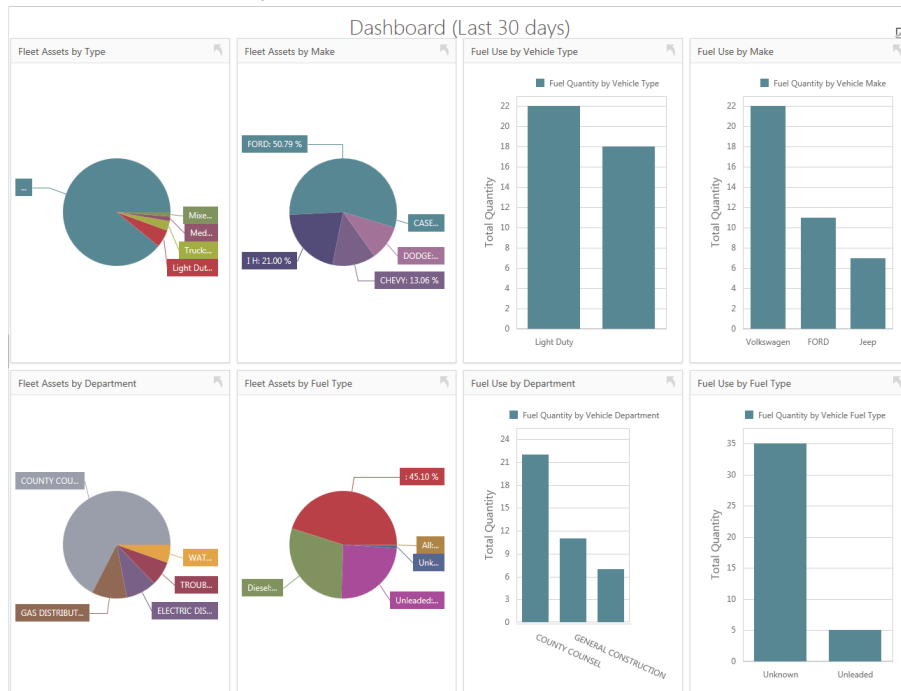 Dashboard (Last 30 days)
Fleet Assets by Type
...
Mixe...
Med...
Truck:...
Light Dut...
Fleet Assets by Make
FORD: 50.79 %
CASE...
DODGE:...
I H: 21.00 %
CHEVY: 13.06 %
Fuel Use by Vehicle Type
Fuel Quantity by Vehicle Type
Total Quantity
22
20
18
16
14
12
10
8
6
4
2
0
Light Duty
Fuel Use by Make
Fuel Quantity by Vehicle Make
Total Quantity
22
20
18
16
14
12
10
8
6
4
2
0
Volkswagen FORD Jeep
Fleet Assets by Department
COUNTY COU...
WAT...
TROUB...
ELECTRIC DIS...
GAS DISTRIBUT...
Fleet Assets by Fuel Type
: 45.10 %
All:...
Unk...
Diesel:...
Unleaded:...
Fuel Use by Department
Fuel Quantity by Vehicle Department
Total Quantity
24
21
18
15
12
9
6
3
0
COUNTY COUNSEL
GENERAL CONSTRUCTION
Fuel Use by Fuel Type
Fuel Quantity by Vehicle Fuel Type
Total Quantity
35
30
25
20
15
10
5
0
Unknown Unleaded